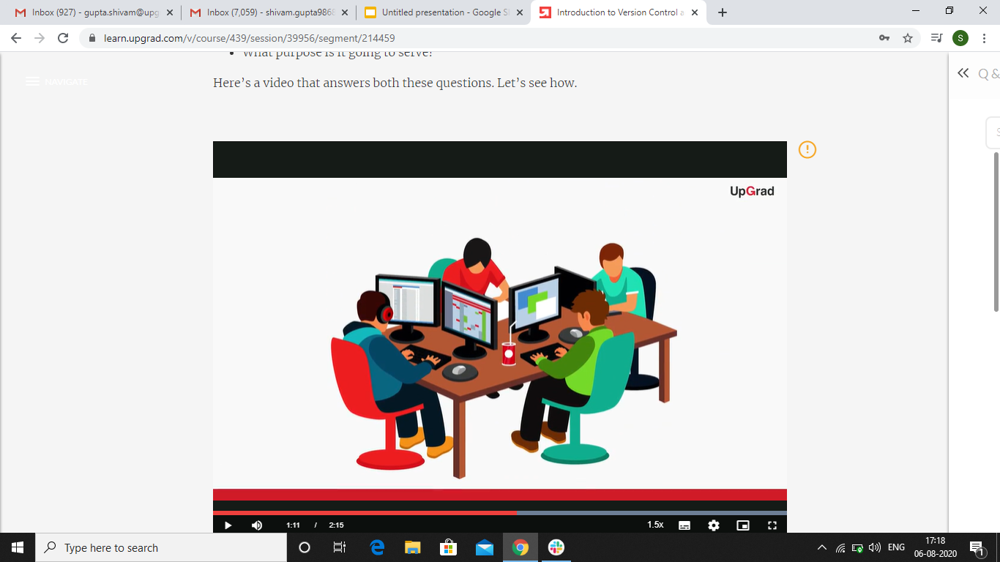 Inbox (927) - gupta.shivam@upg
Inbox (7,059) - shivam.gupta9868
Untitled presentation - Google Sl
Introduction to Version Control a
learn.upgrad.com/v/course/439/session/39956/segment/214459
S
What purpose is it going to serve?
NAVIGATE
Here’s a video that answers both these questions. Let’s see how.
Q &
UpGrad
1:11 / 2:15
1.5x
Type here to search
ENG
17:18
06-08-2020
1